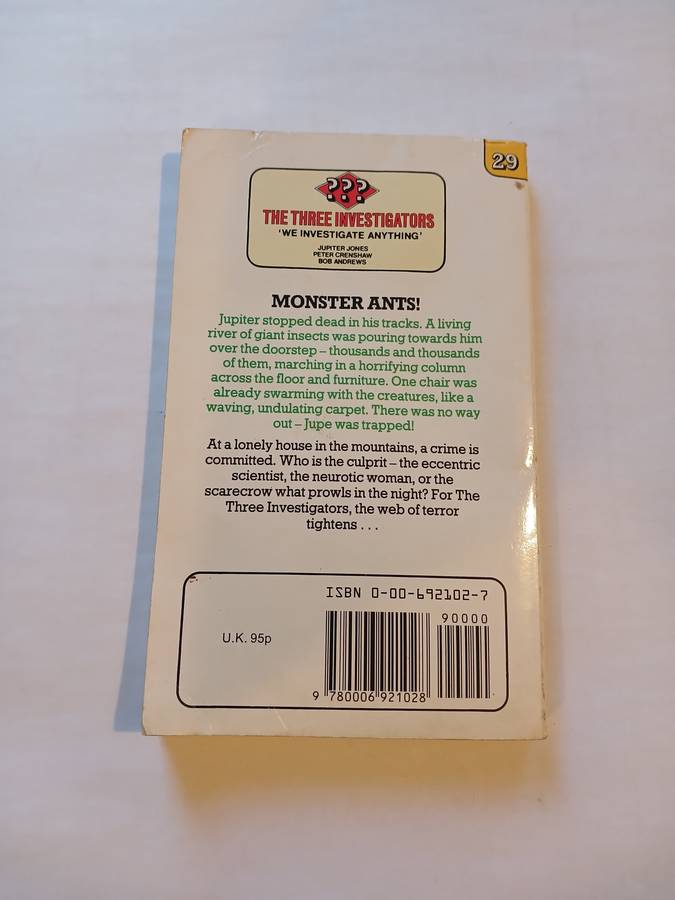 29
???
THE THREE INVESTIGATORS
'WE INVESTIGATE ANYTHING'
JUPITER JONES
PETER CRENSHAW
BOB ANDREWS
MONSTER ANTS!
Jupiter stopped dead in his tracks. A living
river of giant insects was pouring towards him
over the doorstep – thousands and thousands
of them, marching in a horrifying column
across the floor and furniture. One chair was
already swarming with the creatures, like a
waving, undulating carpet. There was no way
out – Jupe was trapped!
At a lonely house in the mountains, a crime is
committed. Who is the culprit – the eccentric
scientist, the neurotic woman, or the
scarecrow what prowls in the night? For The
Three Investigators, the web of terror
tightens . . .
ISBN 0-00-692102-7
90000
U.K. 95p
9 780006 921028